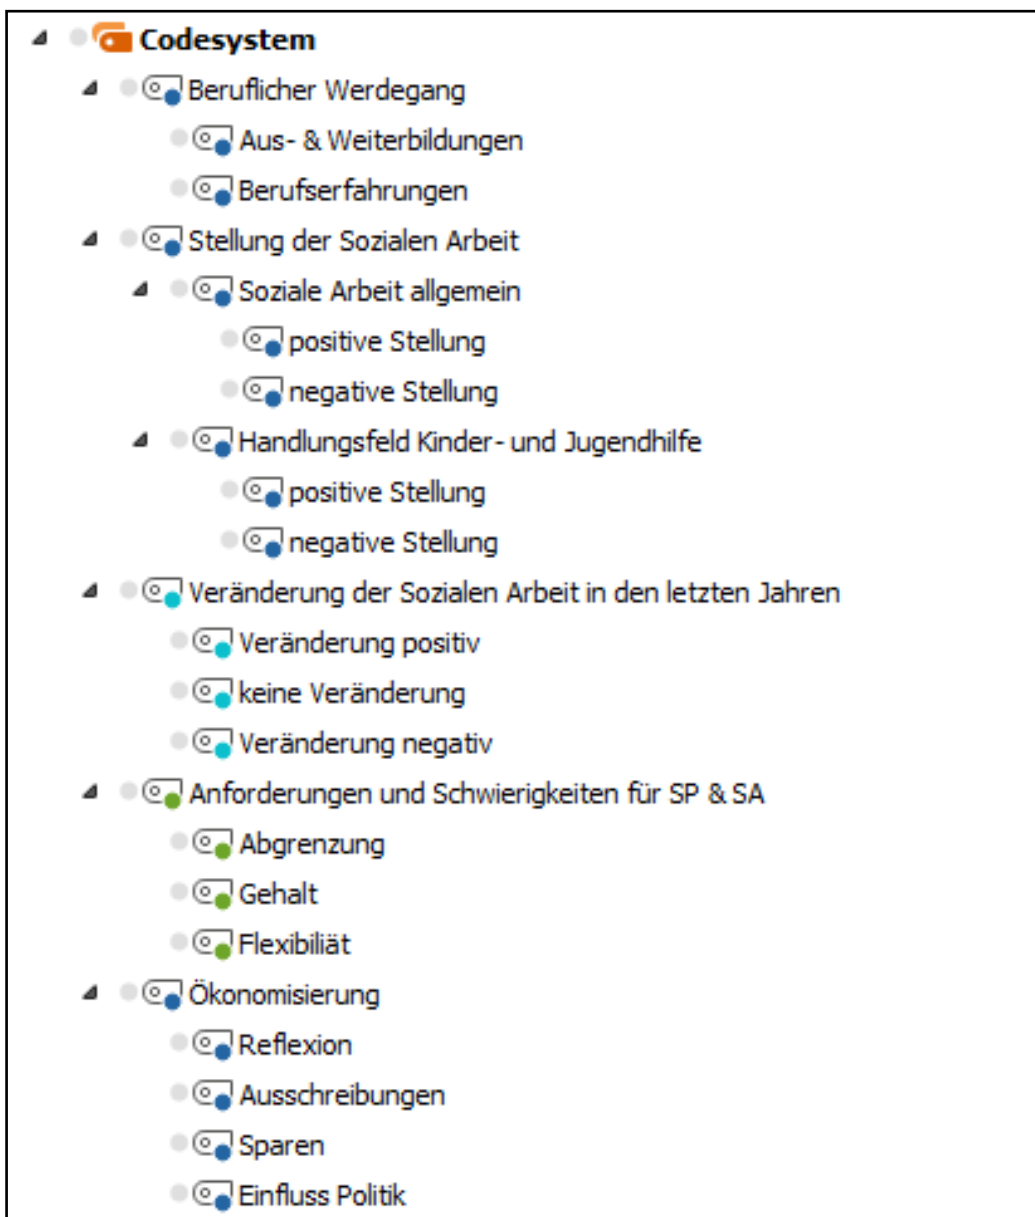 Codesystem
Beruflicher Werdegang
Aus- & Weiterbildungen
Berufserfahrungen
Stellung der Sozialen Arbeit
Soziale Arbeit allgemein
positive Stellung
negative Stellung
Handlungsfeld Kinder- und Jugendhilfe
positive Stellung
negative Stellung
Veränderung der Sozialen Arbeit in den letzten Jahren
Veränderung positiv
keine Veränderung
Veränderung negativ
Anforderungen und Schwierigkeiten für SP & SA
Abgrenzung
Gehalt
Flexibiliät
Ökonomisierung
Reflexion
Ausschreibungen
Sparen
Einfluss Politik